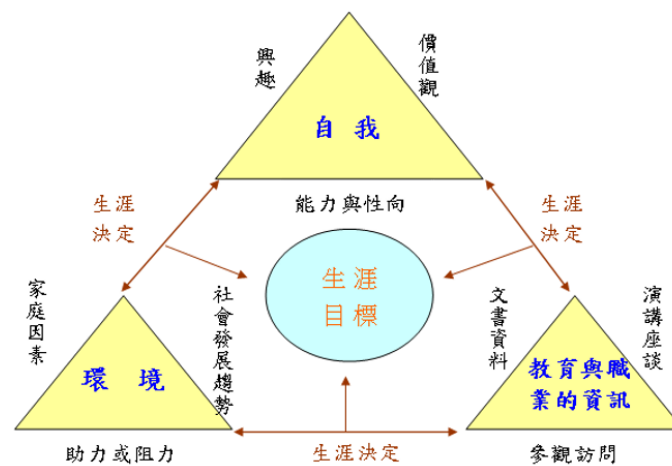 興趣
價值觀
自 我
能力與性向
生涯
決定
生涯
決定
生涯
目標
家庭因素
社會發展趨勢
環 境
助力或阻力
生涯決定
文書資料
演講座談
教育與職
業的資訊
參觀訪問